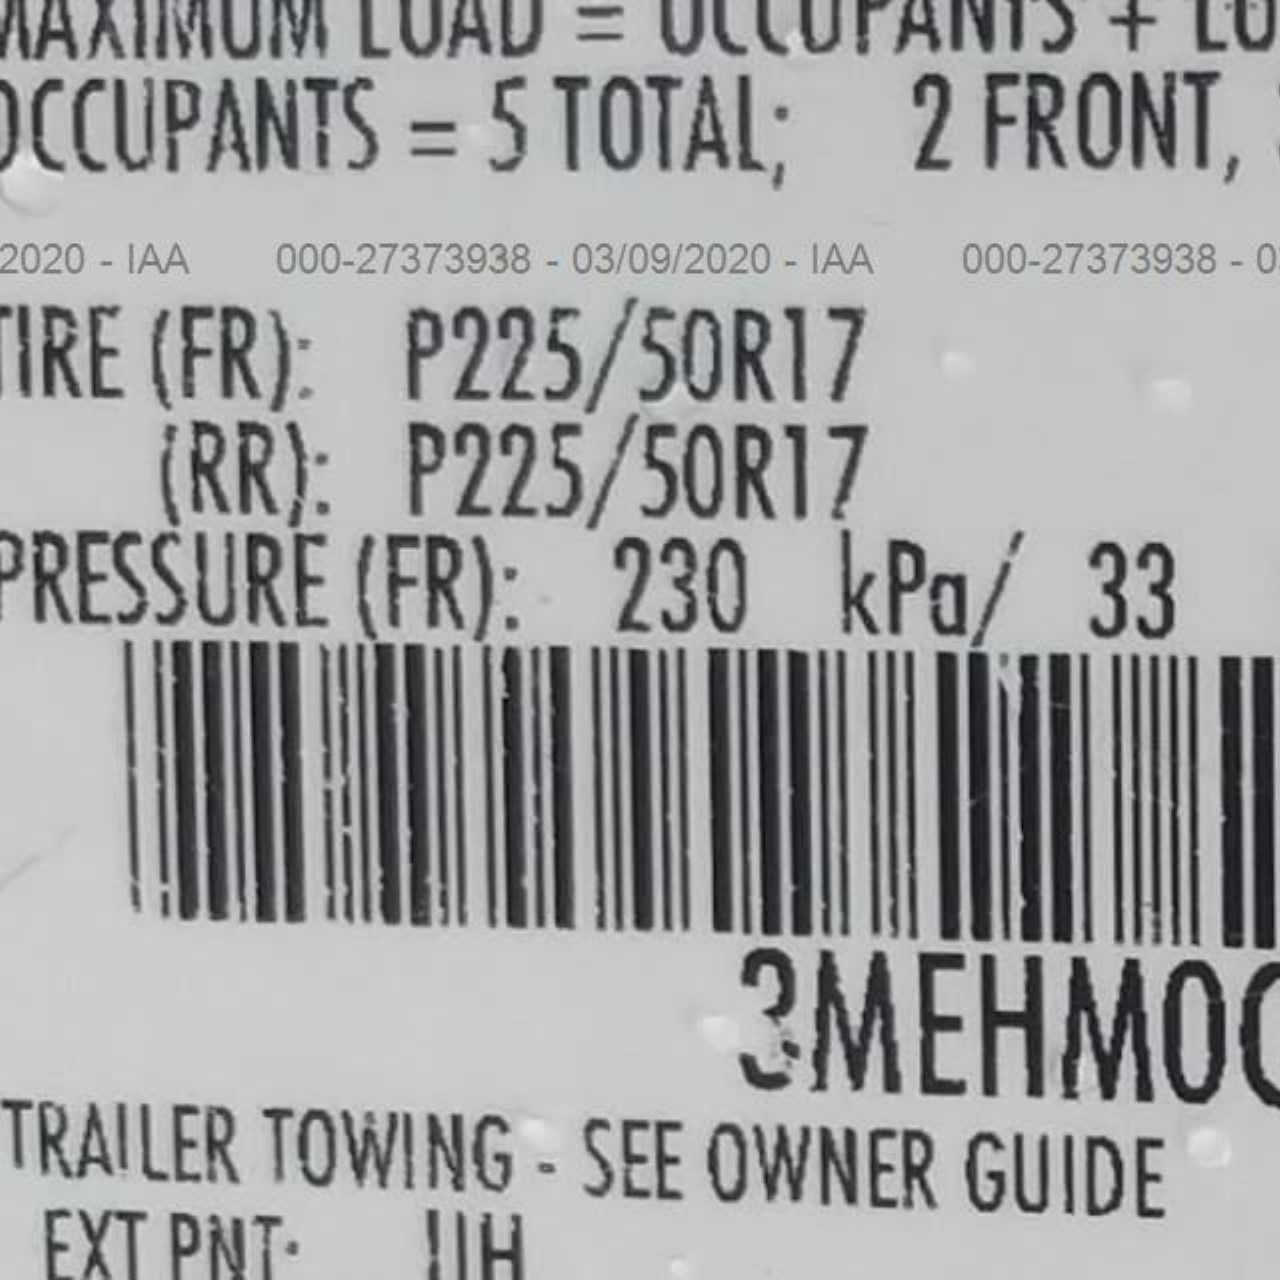 MAXIMUM LOAD = OCCUPANTS + LU
OCCUPANTS = 5 TOTAL; 2 FRONT,
2020 - IAA 000-27373938 - 03/09/2020 - IAA 000-27373938 - 0
TIRE (FR): P225/50R17
(RR): P225/50R17
PRESSURE (FR): 230 kPa/ 33
3MEHM0
TRAILER TOWING - SEE OWNER GUIDE
EXT PNT: